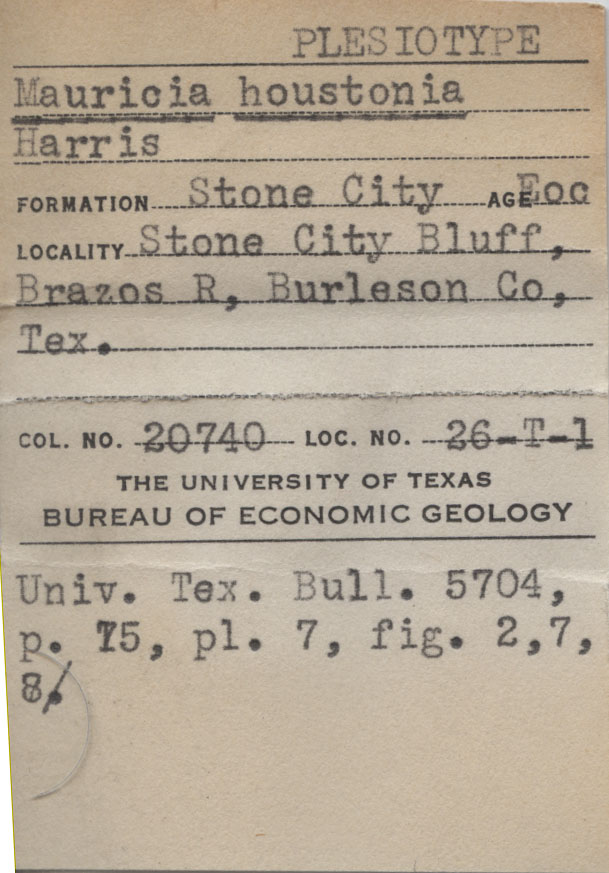 PLESIOTYPE
Mauricia houstonia
Harris
FORMATION Stone City AGE Eoc
LOCALITY Stone City Bluff,
Brazos R, Burleson Co,
Tex.
COL. NO. 20740 LOC. NO. 26-T-1
THE UNIVERSITY OF TEXAS
BUREAU OF ECONOMIC GEOLOGY
Univ. Tex. Bull. 5704,
p. 75, pl. 7, fig. 2,7,
8.